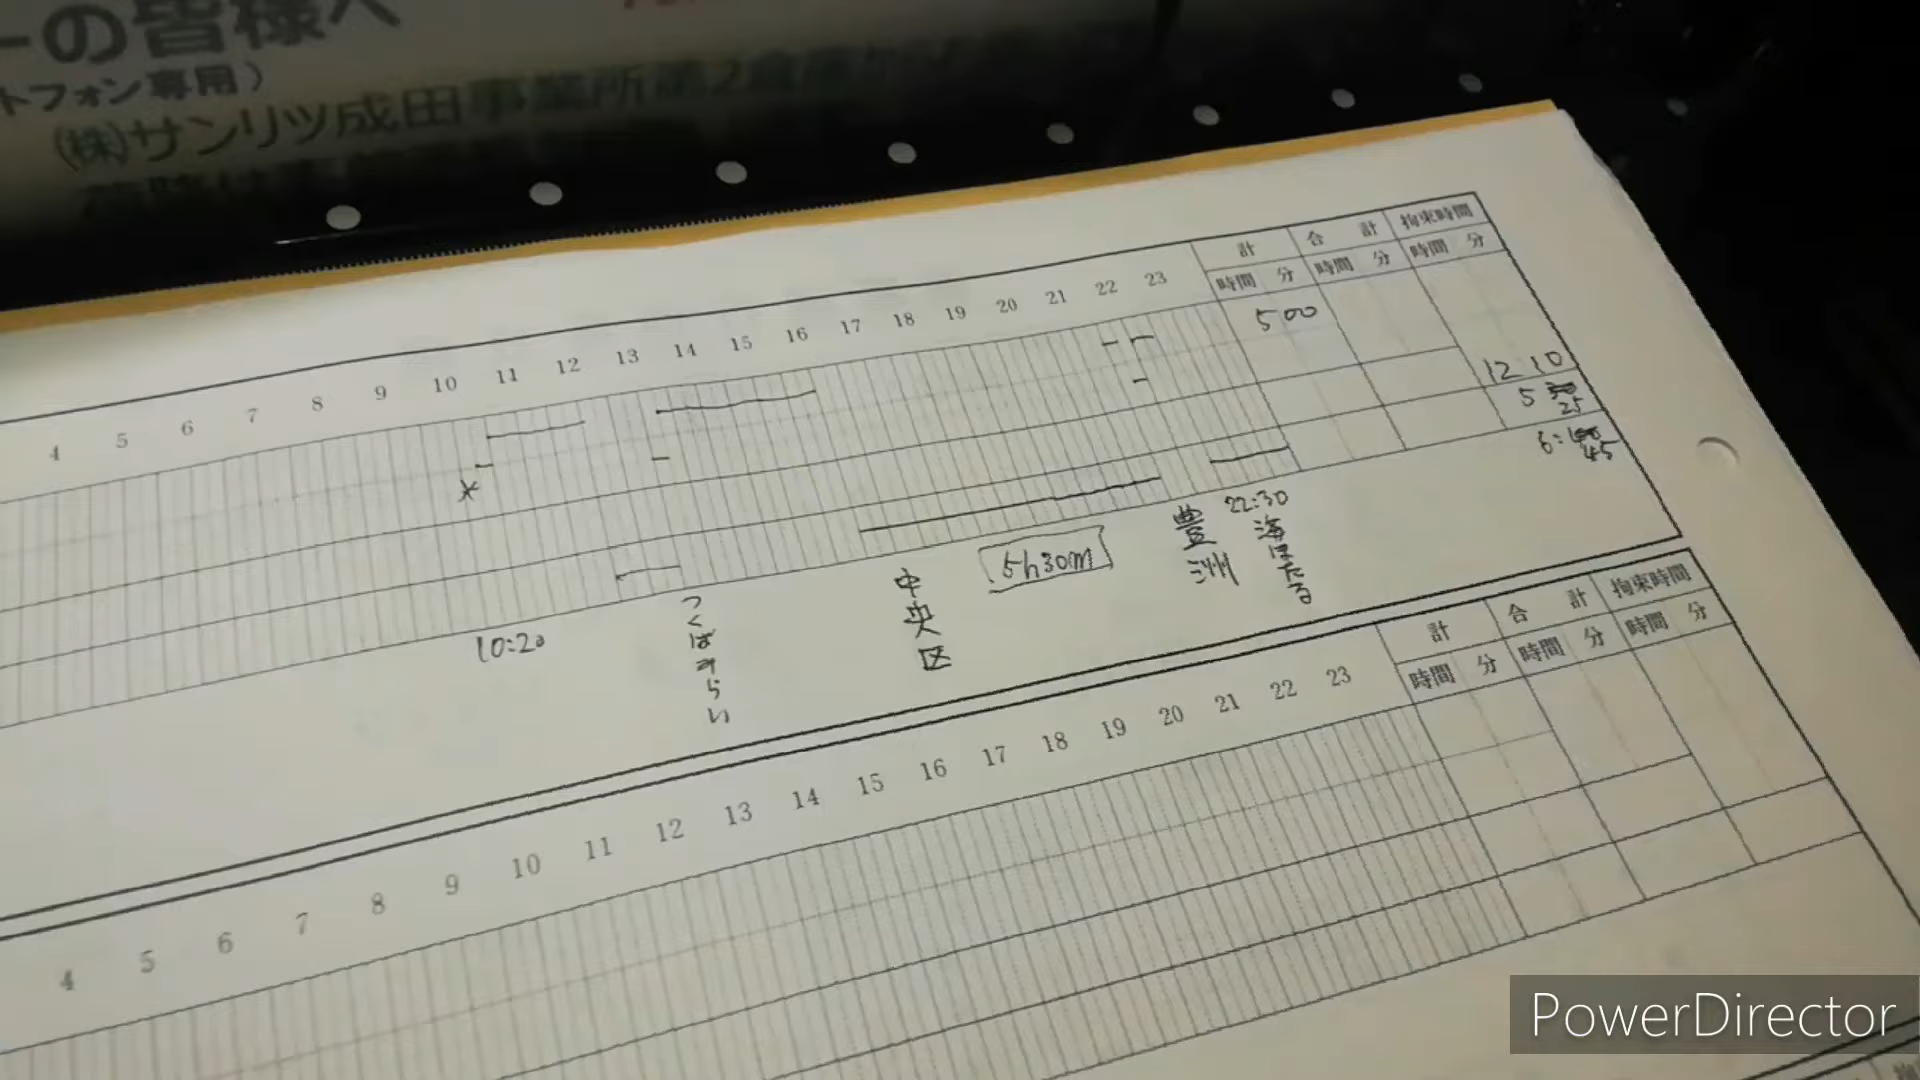 ーの皆様へ
トフォン専用）
(株)サンリツ成田事業所第2倉庫
計 合 計 拘束時間
時間 分 時間 分 時間 分
4 5 6 7 8 9 10 11 12 13 14 15 16 17 18 19 20 21 22 23
5 00
12 10
5 25
6:45
10:20
つくばみらい
中央区
5h30m
豊洲
22:30
海ほたる
計 合 計 拘束時間
時間 分 時間 分 時間 分
4 5 6 7 8 9 10 11 12 13 14 15 16 17 18 19 20 21 22 23
PowerDirector